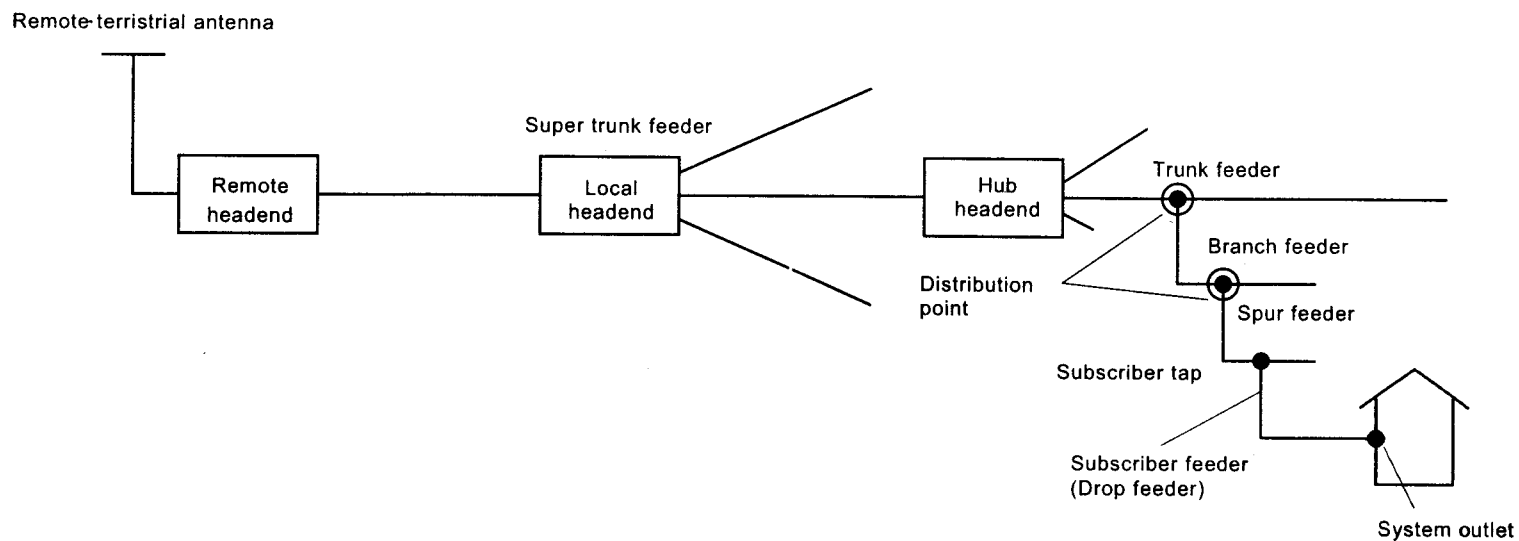 Remote-terristrial antenna
Super trunk feeder
Remote
headend
Local
headend
Hub
headend
Trunk feeder
Branch feeder
Distribution
point
Spur feeder
Subscriber tap
Subscriber feeder
(Drop feeder)
System outlet